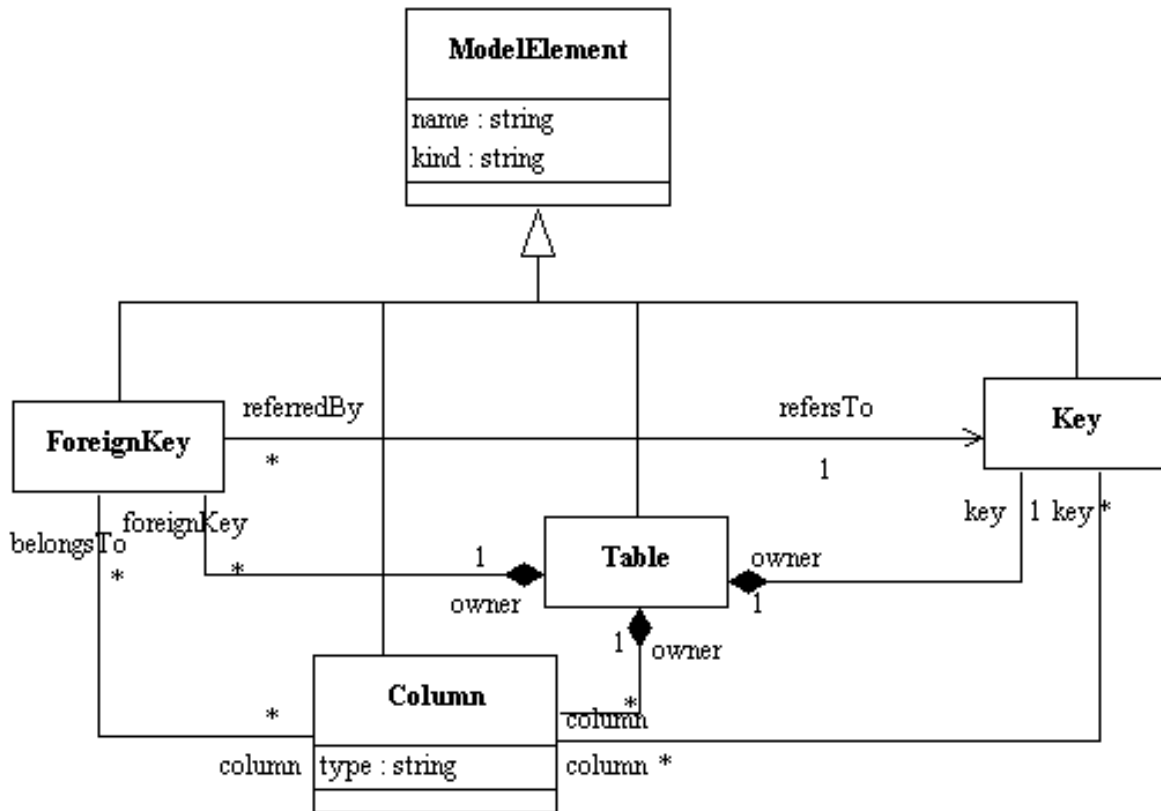 ModelElement
name : string
kind : string
referredBy
refersTo
ForeignKey
Key
*
1
foreignKey
key 1 key *
belongsTo
1
Table
owner
* *
owner
1
1
owner
*
*
Column
column
column type : string column *